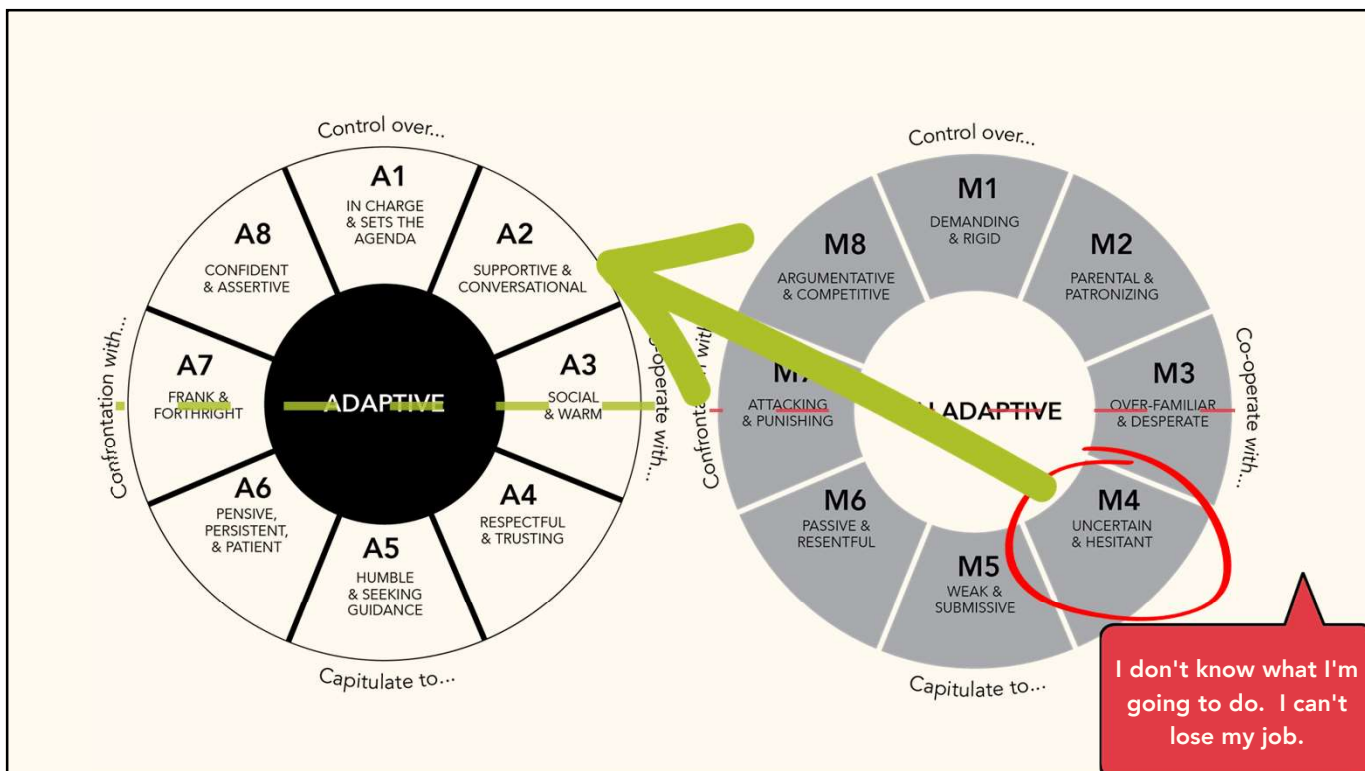 Control over...
A1
IN CHARGE
& SETS THE
AGENDA
A2
SUPPORTIVE &
CONVERSATIONAL
A3
SOCIAL
& WARM
A4
RESPECTFUL
& TRUSTING
A5
HUMBLE
& SEEKING
GUIDANCE
A6
PENSIVE,
PERSISTENT,
& PATIENT
A7
FRANK &
FORTHRIGHT
A8
CONFIDENT
& ASSERTIVE
ADAPTIVE
Confrontation with...
with...
Capitulate to...
Control over...
M1
DEMANDING
& RIGID
M2
PARENTAL &
PATRONIZING
M3
OVER-FAMILIAR
& DESPERATE
M4
UNCERTAIN
& HESITANT
M5
WEAK &
SUBMISSIVE
M6
PASSIVE &
RESENTFUL
ATTACKING
& PUNISHING
M8
ARGUMENTATIVE
& COMPETITIVE
Co-operate with...
Capitulate to...
I don't know what I'm
going to do. I can't
lose my job.